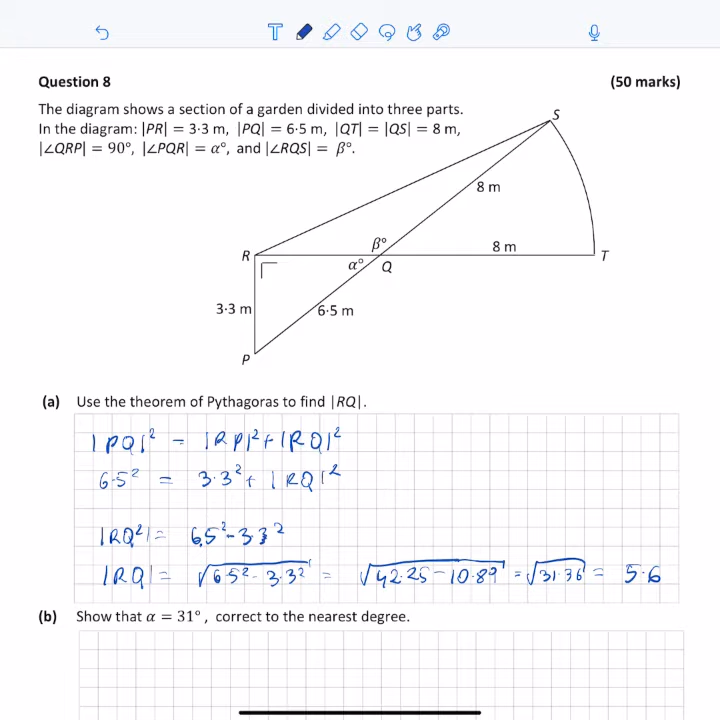 Question 8 (50 marks)
The diagram shows a section of a garden divided into three parts.
In the diagram: |PR| = 3·3 m, |PQ| = 6·5 m, |QT| = |QS| = 8 m,
|∠QRP| = 90°, |∠PQR| = α°, and |∠RQS| = β°.
S
8 m
β°
8 m
R
α°
Q
T
3·3 m
6·5 m
P
(a) Use the theorem of Pythagoras to find |RQ|.
|PQ|² = |RP|² + |RQ|²
6·5² = 3·3² + |RQ|²
|RQ²| = 6.5² - 3.3²
|RQ| = √6·5² - 3·3² = √42·25 - 10·89 = √31·36 = 5·6
(b) Show that α = 31°, correct to the nearest degree.